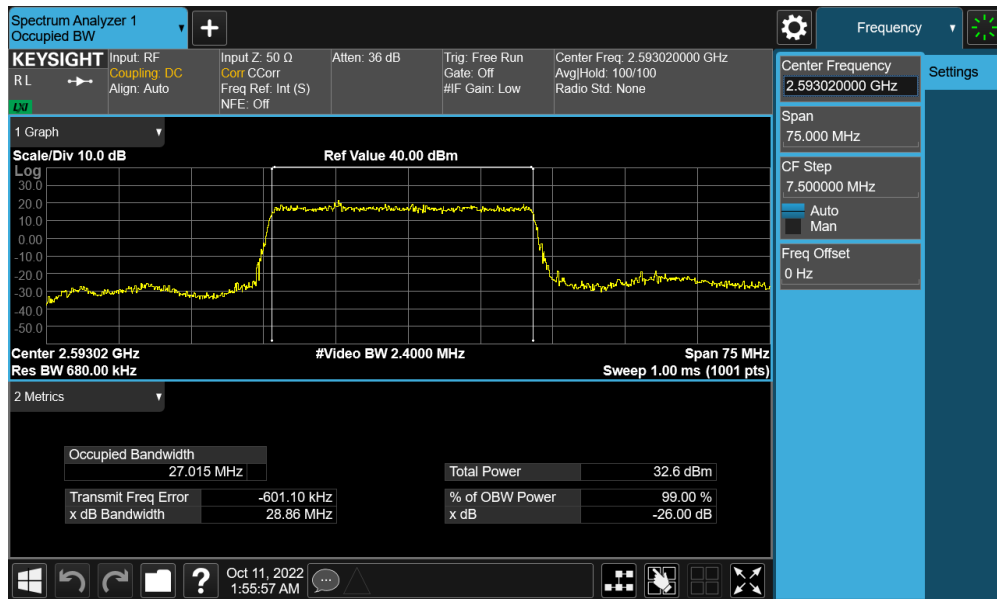 Spectrum Analyzer 1
Occupied BW
Frequency
KEYSIGHT
R L
LXI
Input: RF
Coupling: DC
Align: Auto
Input Z: 50 Ω
Corr CCorr
Freq Ref: Int (S)
NFE: Off
Atten: 36 dB
Trig: Free Run
Gate: Off
#IF Gain: Low
Center Freq: 2.593020000 GHz
Avg|Hold: 100/100
Radio Std: None
Center Frequency
2.593020000 GHz
Settings
Span
75.000 MHz
CF Step
7.500000 MHz
Auto
Man
Freq Offset
0 Hz
1 Graph
Scale/Div 10.0 dB
Ref Value 40.00 dBm
Log
30.0
20.0
10.0
0.00
-10.0
-20.0
-30.0
-40.0
-50.0
Center 2.59302 GHz
#Video BW 2.4000 MHz
Span 75 MHz
Res BW 680.00 kHz
Sweep 1.00 ms (1001 pts)
2 Metrics
Occupied Bandwidth
27.015 MHz
Total Power 32.6 dBm
Transmit Freq Error -601.10 kHz
% of OBW Power 99.00 %
x dB Bandwidth 28.86 MHz
x dB -26.00 dB
?
Oct 11, 2022
1:55:57 AM